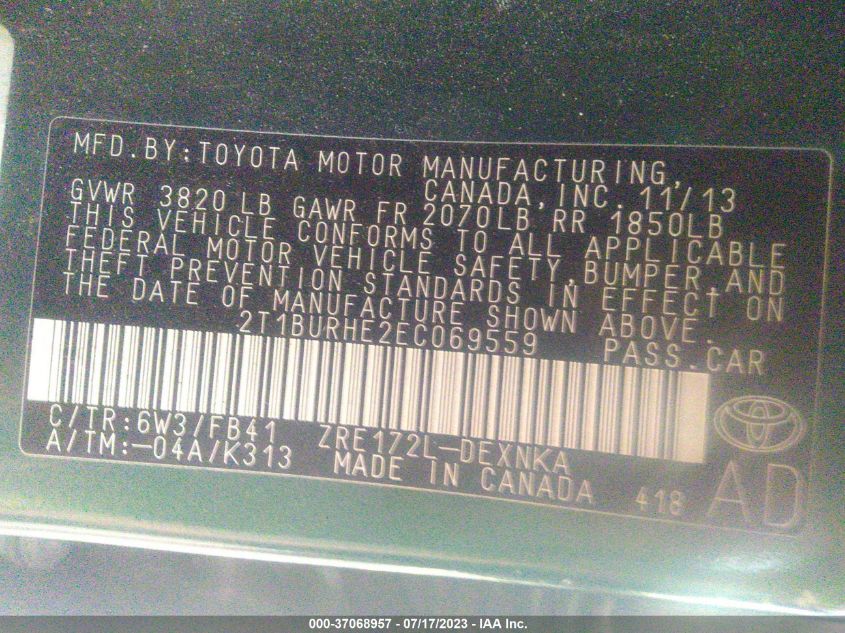 MFD.BY:TOYOTA MOTOR MANUFACTURING,
CANADA,INC. 11/13
GVWR 3820 LB GAWR FR 2070LB RR 1850LB
THIS VEHICLE CONFORMS TO ALL APPLICABLE
FEDERAL MOTOR VEHICLE SAFETY,BUMPER,AND
THEFT PREVENTION STANDARDS IN EFFECT ON
THE DATE OF MANUFACTURE SHOWN ABOVE.
2T1BURHE2EC069559 PASS.CAR
C/TR:6W3/FB41 ZRE172L-DEXNKA
A/TM:-04A/K313 MADE IN CANADA 418
AD
000-37068957 - 07/17/2023 - IAA Inc.